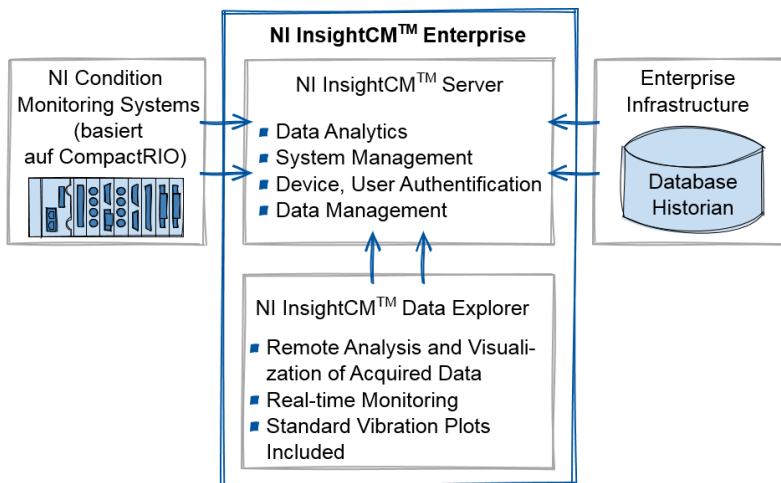 NI InsightCM™ Enterprise
NI Condition
Monitoring Systems
(basiert
auf CompactRIO)
NI InsightCM™ Server
■ Data Analytics
■ System Management
■ Device, User Authentification
■ Data Management
Enterprise
Infrastructure
Database
Historian
NI InsightCM™ Data Explorer
■ Remote Analysis and Visuali-
zation of Acquired Data
■ Real-time Monitoring
■ Standard Vibration Plots
Included